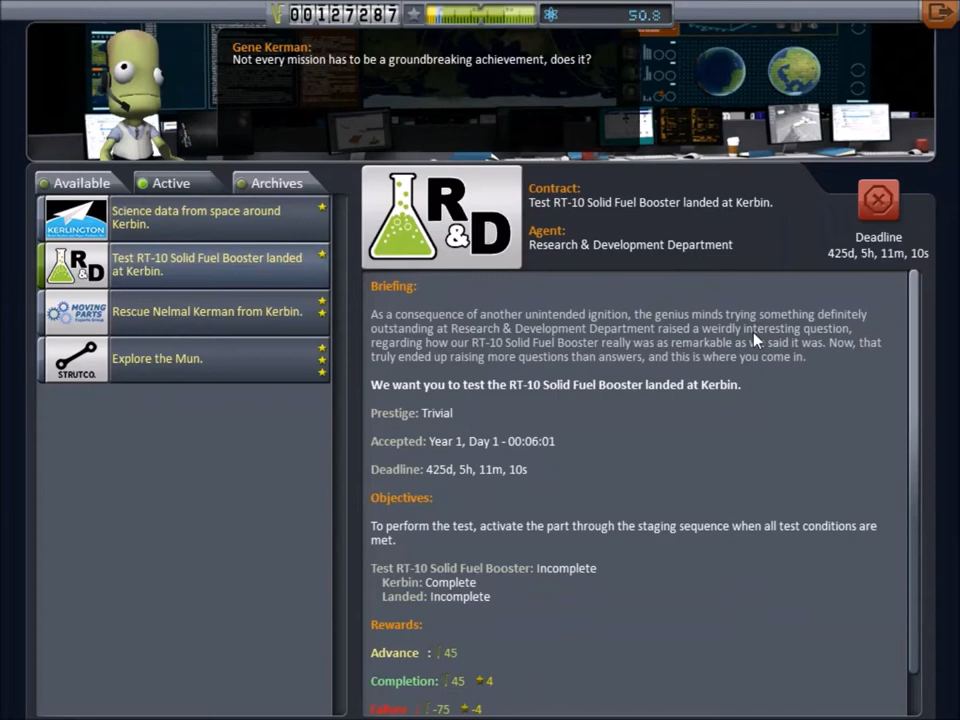 00127287
50.8
Gene Kerman:
Not every mission has to be a groundbreaking achievement, does it?
Available
Active
Archives
KERLINGTON
Science data from space around
Kerbin.
R&D
Test RT-10 Solid Fuel Booster landed
at Kerbin.
MOVING
PARTS
Rescue Nelmal Kerman from Kerbin.
STRUTCO.
Explore the Mun.
R
&D
Contract:
Test RT-10 Solid Fuel Booster landed at Kerbin.
Agent:
Research & Development Department
Deadline
425d, 5h, 11m, 10s
Briefing:
As a consequence of another unintended ignition, the genius minds trying something definitely
outstanding at Research & Development Department raised a weirdly interesting question,
regarding how our RT-10 Solid Fuel Booster really was as remarkable as said it was. Now, that
truly ended up raising more questions than answers, and this is where you come in.
We want you to test the RT-10 Solid Fuel Booster landed at Kerbin.
Prestige: Trivial
Accepted: Year 1, Day 1 - 00:06:01
Deadline: 425d, 5h, 11m, 10s
Objectives:
To perform the test, activate the part through the staging sequence when all test conditions are
met.
Test RT-10 Solid Fuel Booster: Incomplete
Kerbin: Complete
Landed: Incomplete
Rewards:
Advance : 45
Completion: 45 4
Failure: -75 -4